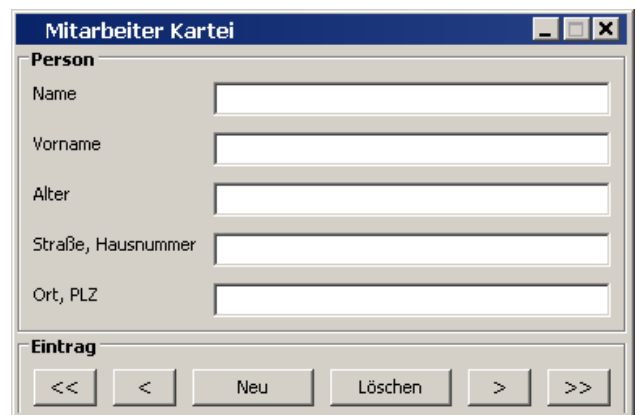 Mitarbeiter Kartei
Person
Name
Vorname
Alter
Straße, Hausnummer
Ort, PLZ
Eintrag
<< < Neu Löschen > >>